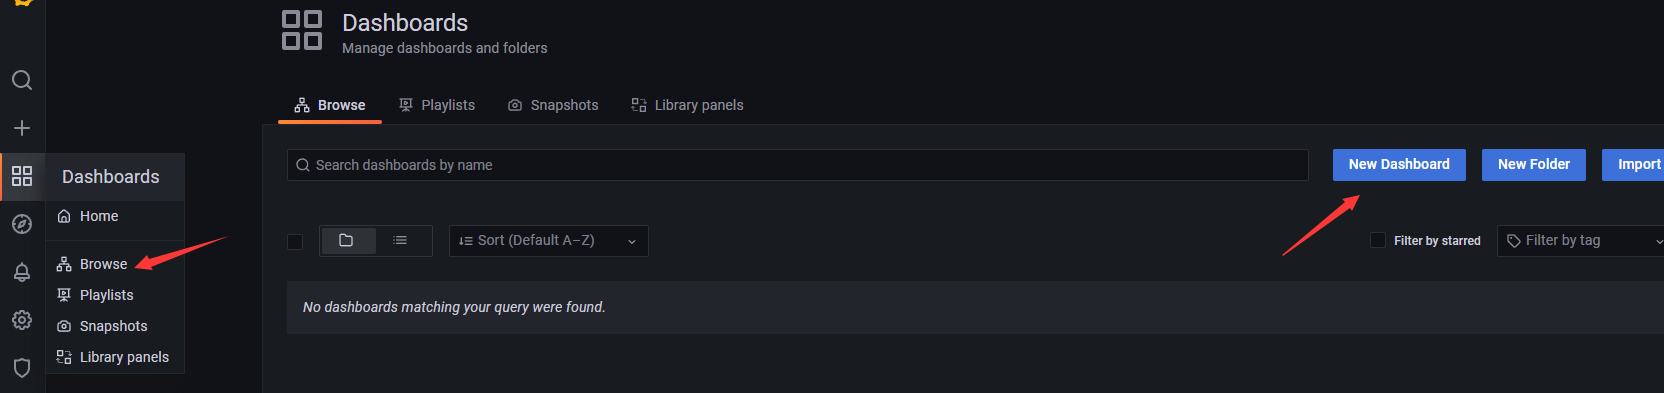 Dashboards
Manage dashboards and folders
Browse Playlists Snapshots Library panels
Search dashboards by name New Dashboard New Folder Import
Dashboards
Home
Browse
Playlists
Snapshots
Library panels
Sort (Default A–Z) Filter by starred Filter by tag
No dashboards matching your query were found.